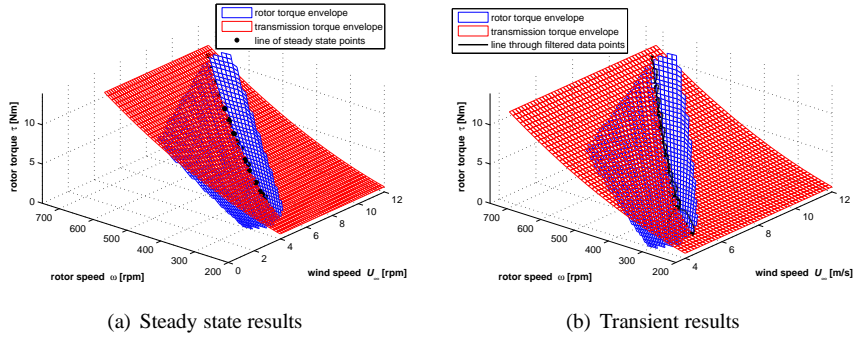 rotor torque envelope
transmission torque envelope
line of steady state points
rotor torque τ [Nm]
10
5
0
700
600
500
400
300
200
0
2
4
6
8
10
12
rotor speed ω [rpm]
wind speed U∞ [rpm]
(a) Steady state results
rotor torque envelope
transmission torque envelope
line through filtered data points
rotor torque τ [Nm]
10
5
0
700
600
500
400
300
200
4
6
8
10
12
rotor speed ω [rpm]
wind speed U∞ [m/s]
(b) Transient results